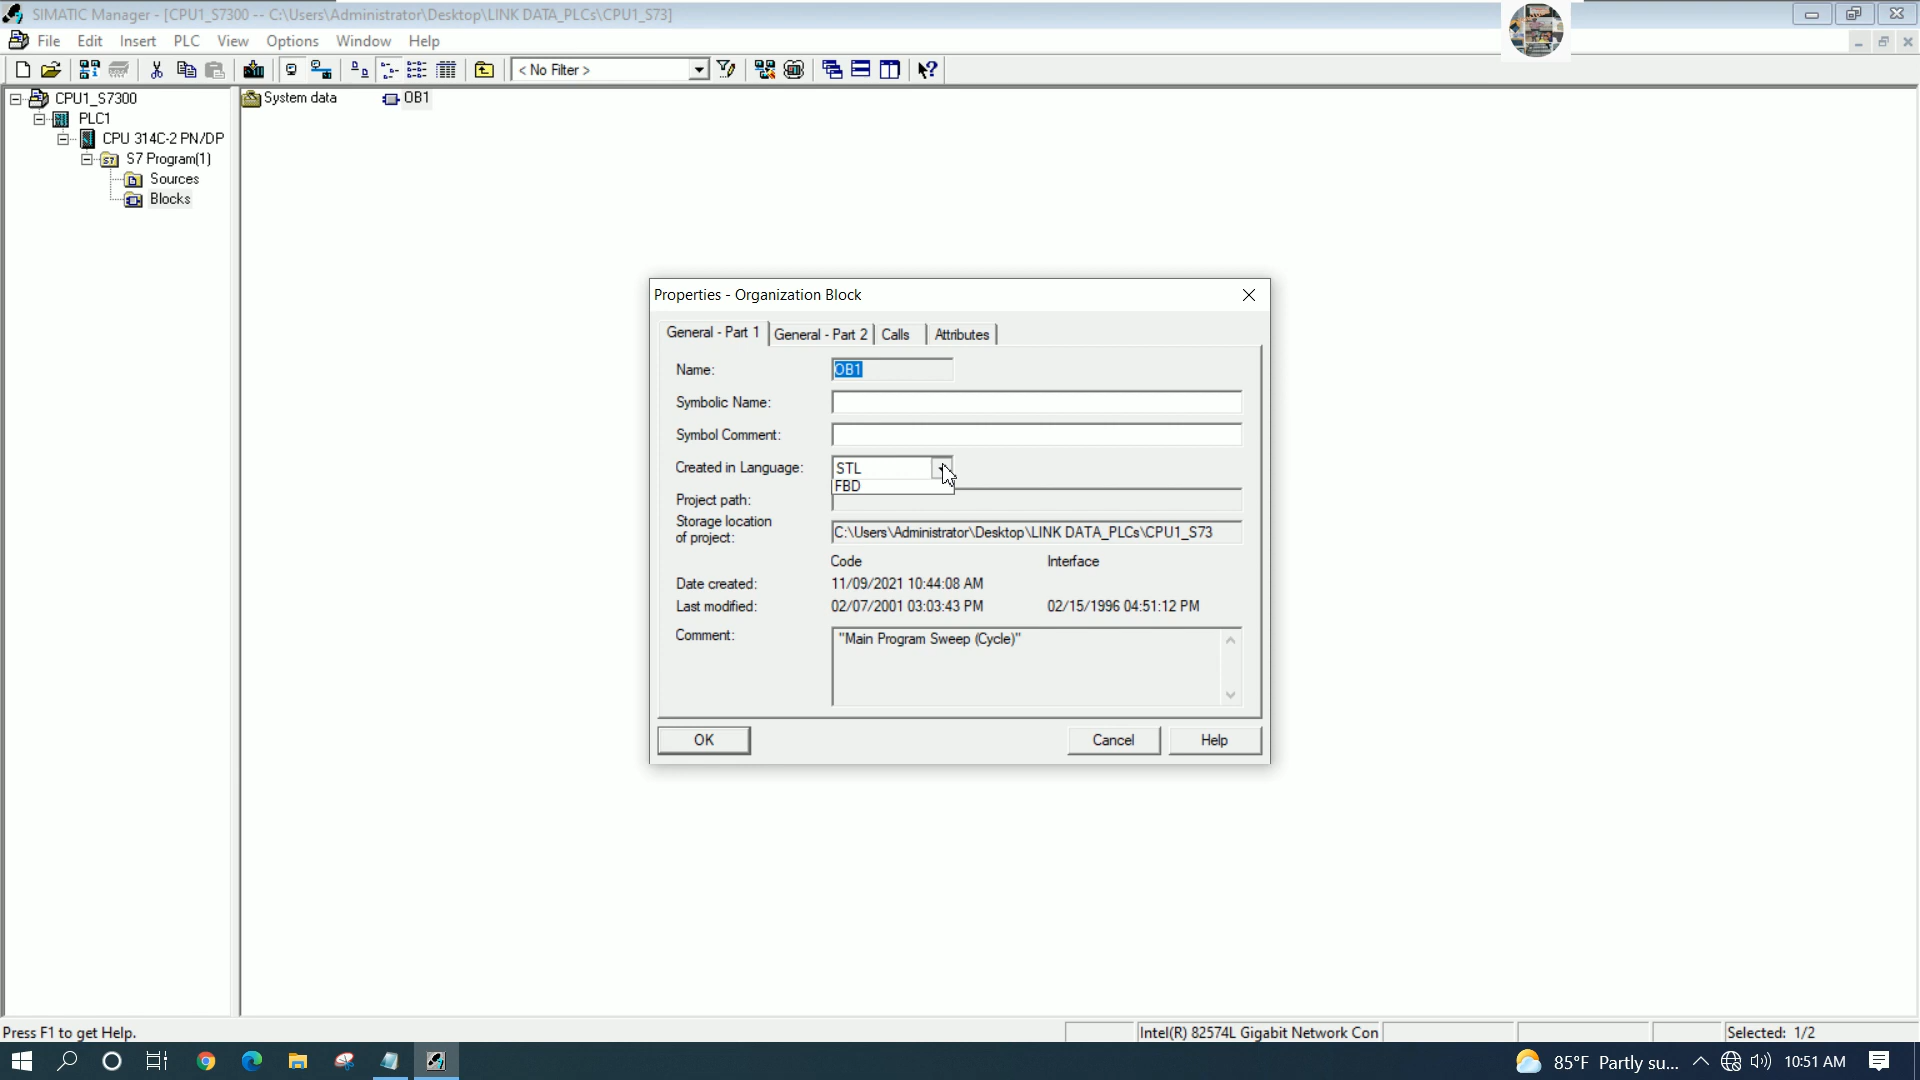 SIMATIC Manager - [CPU1_S7300 -- C:\Users\Administrator\Desktop\LINK DATA_PLCs\CPU1_S73]
File Edit Insert PLC View Options Window Help
< No Filter >
CPU1_S7300
PLC1
CPU 314C-2 PN/DP
S7 Program(1)
Sources
Blocks
System data OB1
Properties - Organization Block
General - Part 1 General - Part 2 Calls Attributes
Name: OB1
Symbolic Name:
Symbol Comment:
Created in Language: STL
FBD
Project path:
Storage location
of project: C:\Users\Administrator\Desktop\LINK DATA_PLCs\CPU1_S73
Code Interface
Date created: 11/09/2021 10:44:08 AM
Last modified: 02/07/2001 03:03:43 PM 02/15/1996 04:51:12 PM
Comment: "Main Program Sweep (Cycle)"
OK Cancel Help
Press F1 to get Help. Intel(R) 82574L Gigabit Network Con Selected: 1/2
85°F Partly su... 10:51 AM